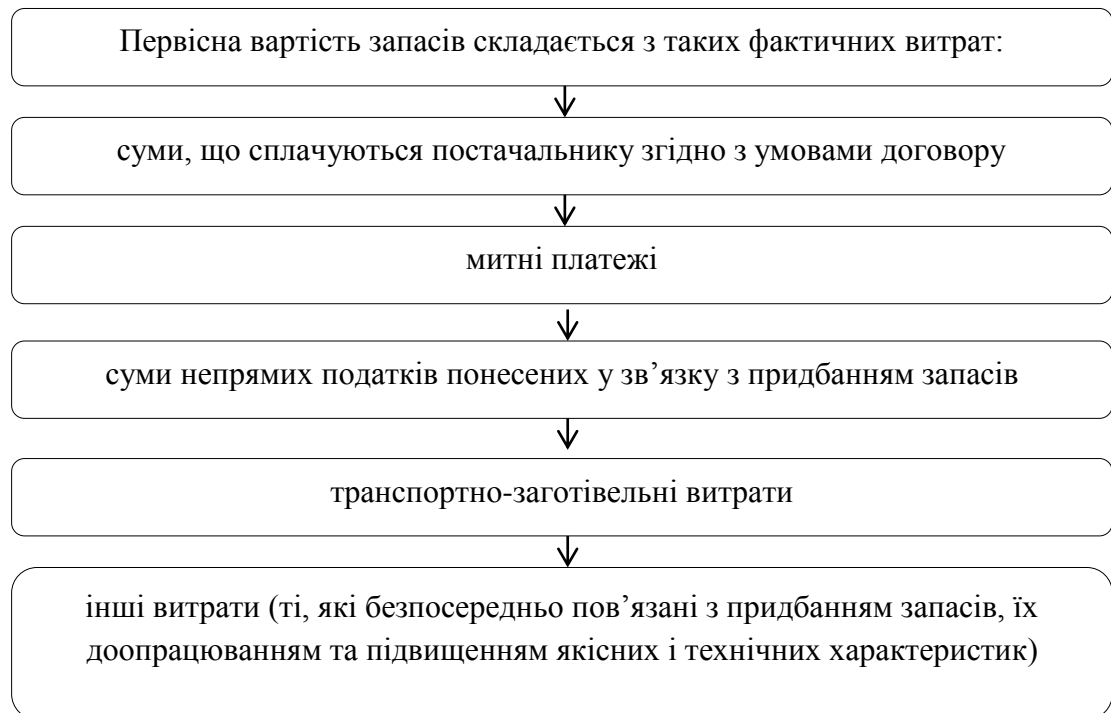 Первісна вартість запасів складається з таких фактичних витрат:
суми, що сплачуються постачальнику згідно з умовами договору
митні платежі
суми непрямих податків понесених у зв’язку з придбанням запасів
транспортно-заготівельні витрати
інші витрати (ті, які безпосередньо пов’язані з придбанням запасів, їх
доопрацюванням та підвищенням якісних і технічних характеристик)